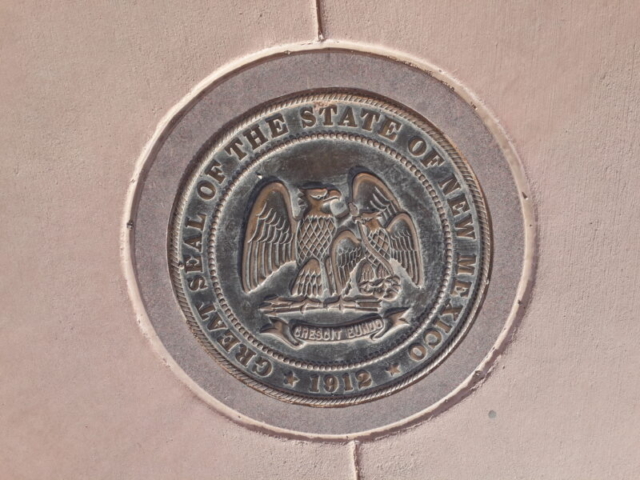 GREAT SEAL OF THE STATE OF NEW MEXICO
CRESCIT EUNDO
★ 1912 ★